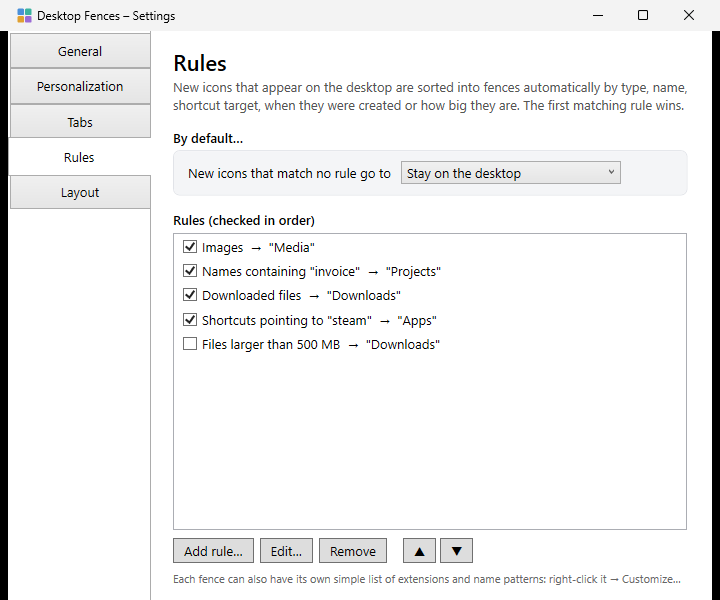 Desktop Fences – Settings
General
Personalization
Tabs
Rules
Layout
Rules
New icons that appear on the desktop are sorted into fences automatically by type, name,
shortcut target, when they were created or how big they are. The first matching rule wins.
By default...
New icons that match no rule go to
Stay on the desktop
Rules (checked in order)
Images → "Media"
Names containing "invoice" → "Projects"
Downloaded files → "Downloads"
Shortcuts pointing to "steam" → "Apps"
Files larger than 500 MB → "Downloads"
Add rule... Edit... Remove ▲ ▼
Each fence can also have its own simple list of extensions and name patterns: right-click it → Customize...